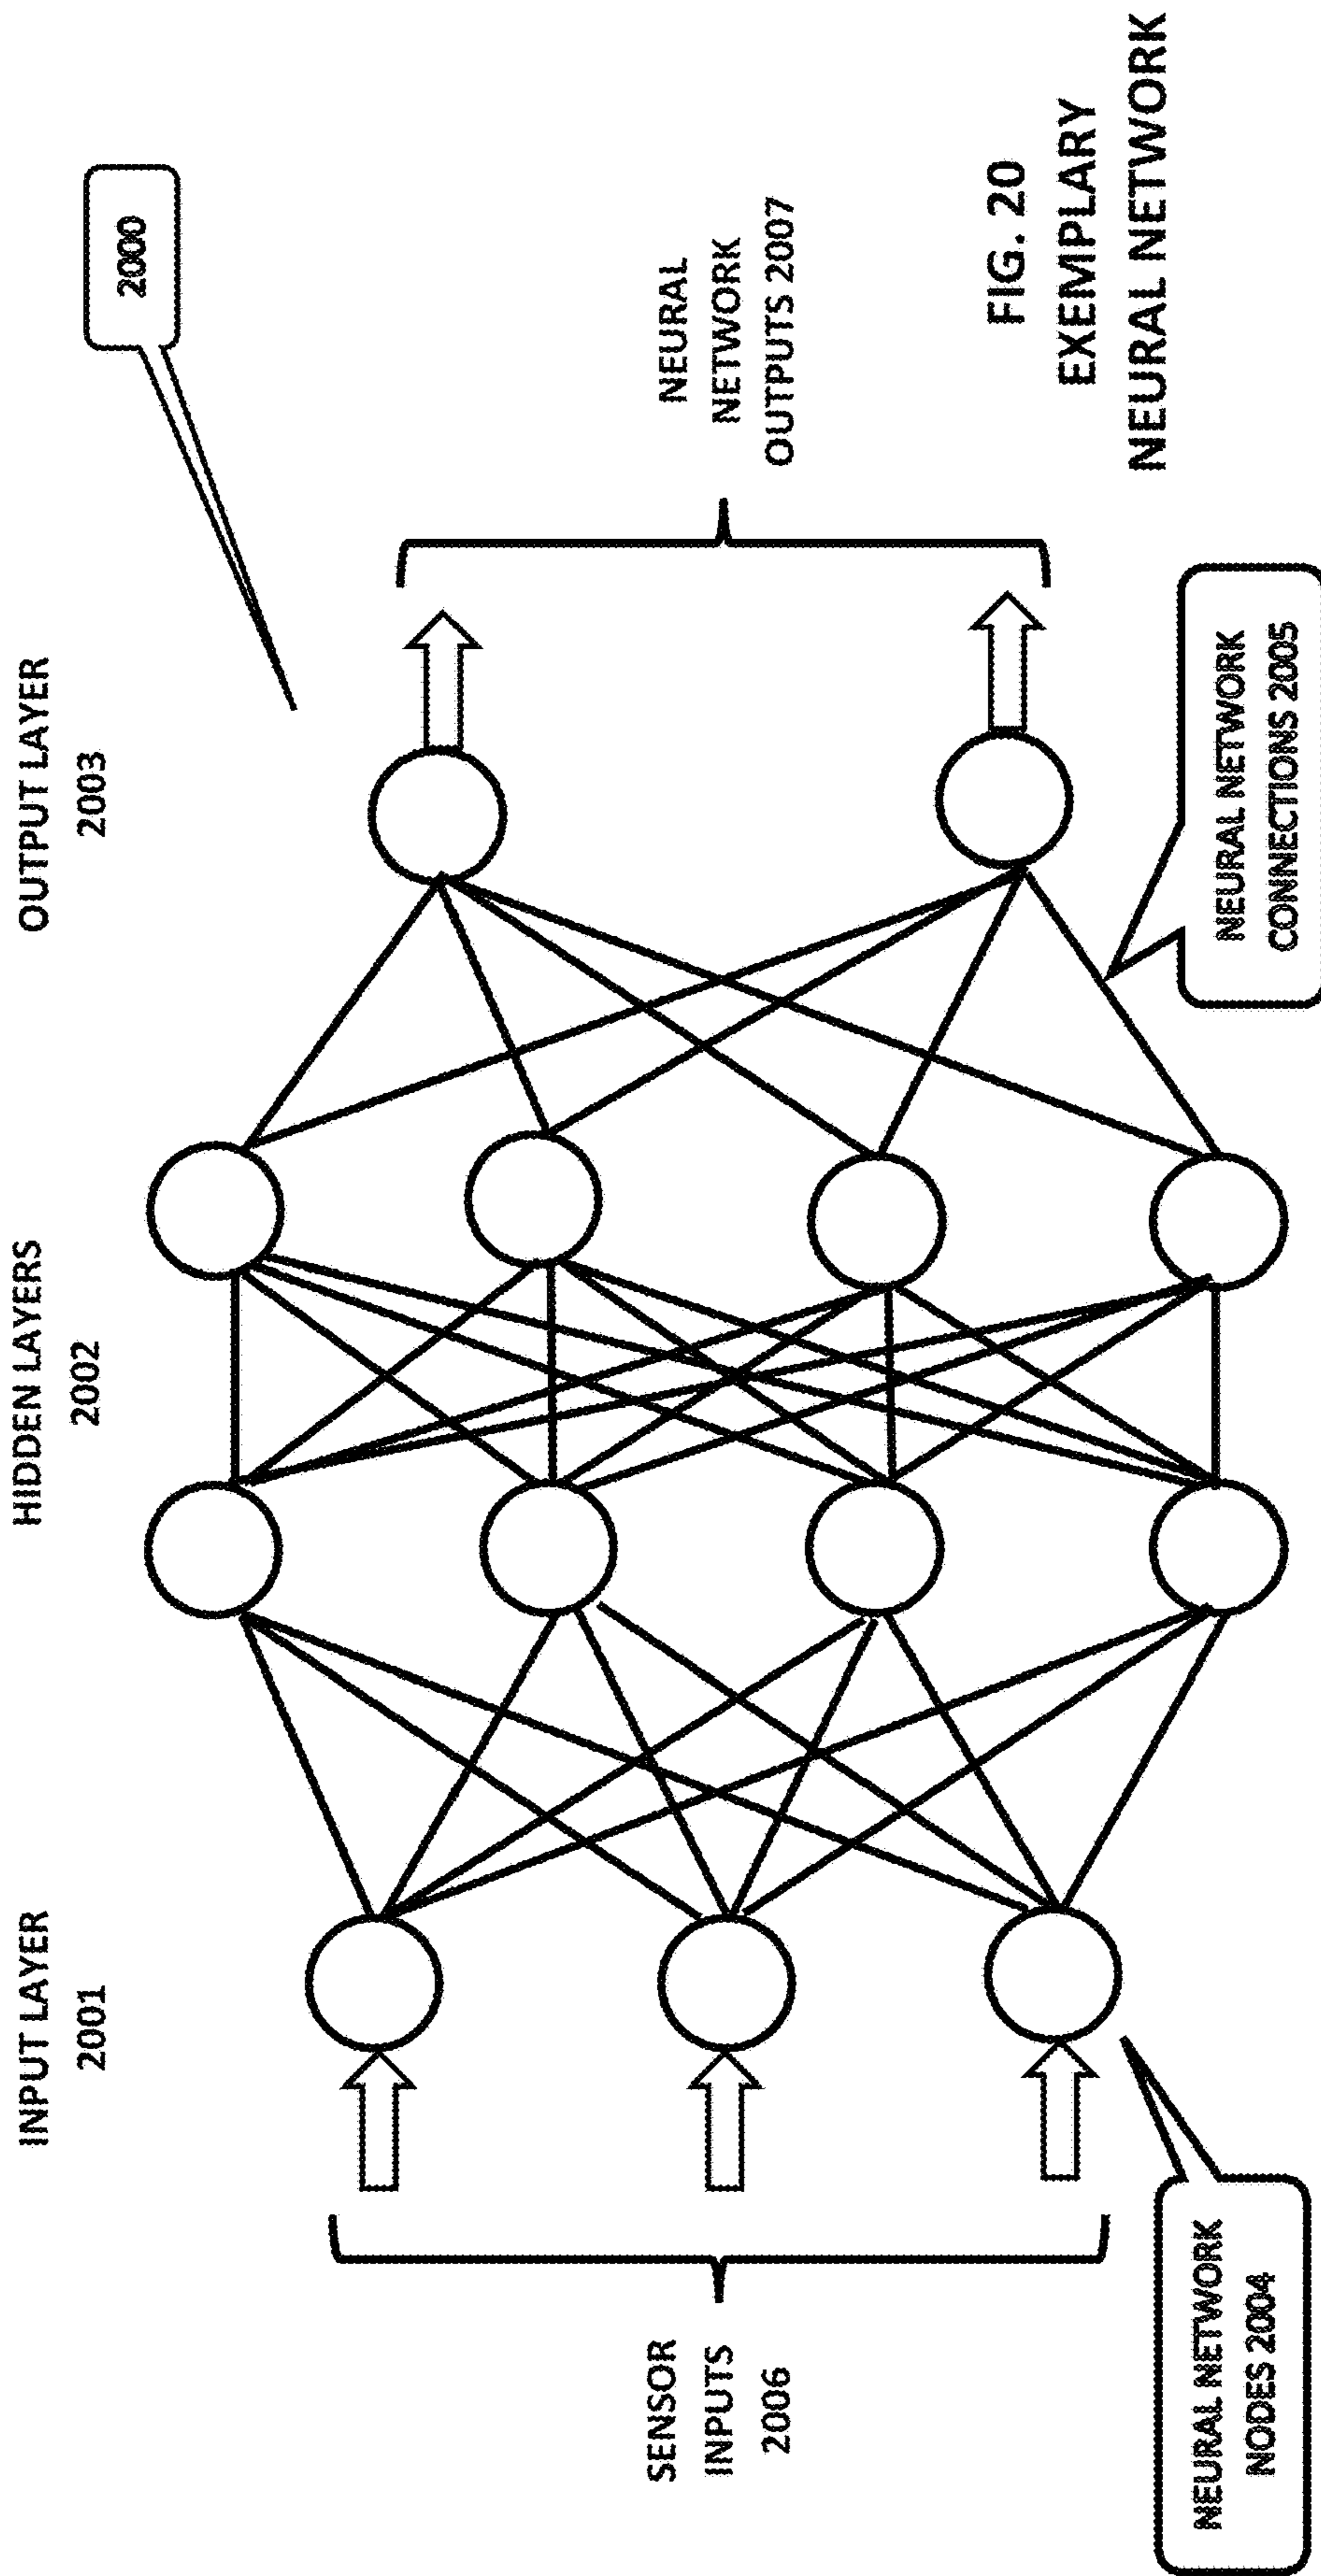 INPUT LAYER
2001
HIDDEN LAYERS
2002
OUTPUT LAYER
2003
2000
SENSOR
INPUTS
2006
NEURAL
NETWORK
OUTPUTS 2007
NEURAL NETWORK
NODES 2004
NEURAL NETWORK
CONNECTIONS 2005
FIG. 20
EXEMPLARY
NEURAL NETWORK